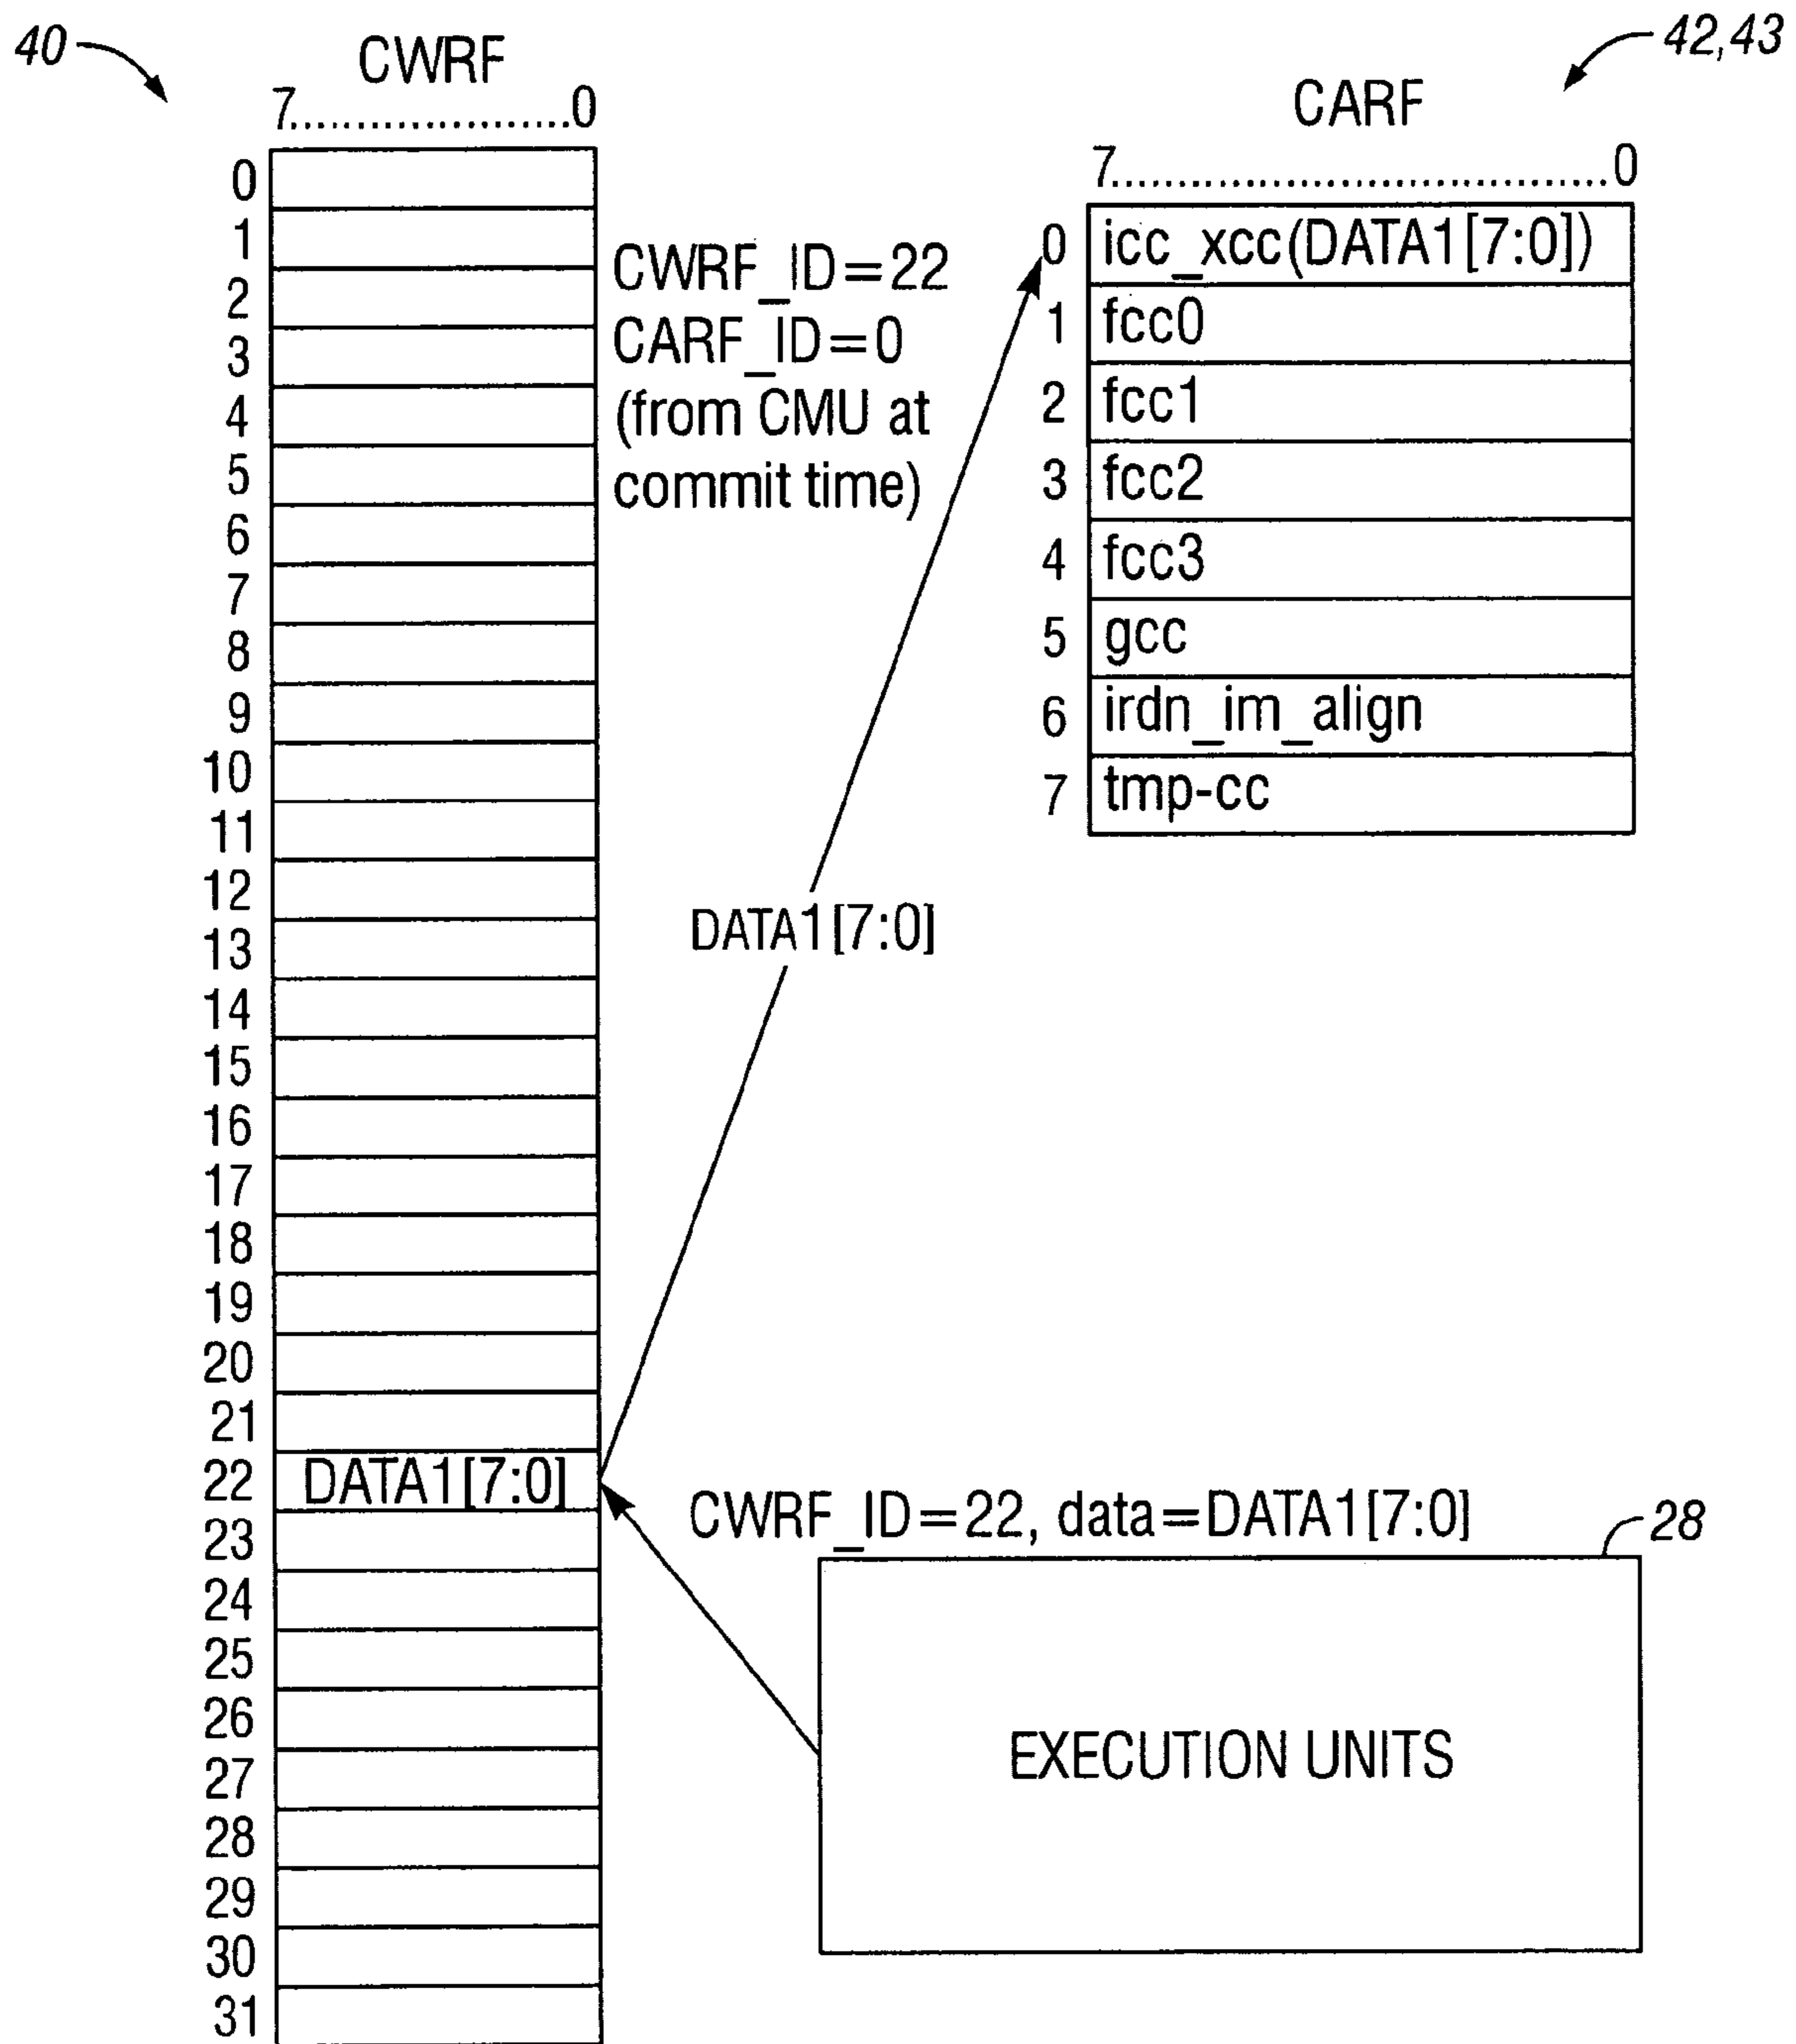 40
CWRF
7.....................0
0
1
2
3
4
5
6
7
8
9
10
11
12
13
14
15
16
17
18
19
20
21
22 DATA1[7:0]
23
24
25
26
27
28
29
30
31
CWRF_ID=22
CARF_ID=0
(from CMU at
commit time)
DATA1[7:0]
42,43
CARF
7...................................0
0 icc_xcc(DATA1[7:0])
1 fcc0
2 fcc1
3 fcc2
4 fcc3
5 gcc
6 irdn_im_align
7 tmp-cc
CWRF_ID=22, data=DATA1[7:0]
28
EXECUTION UNITS